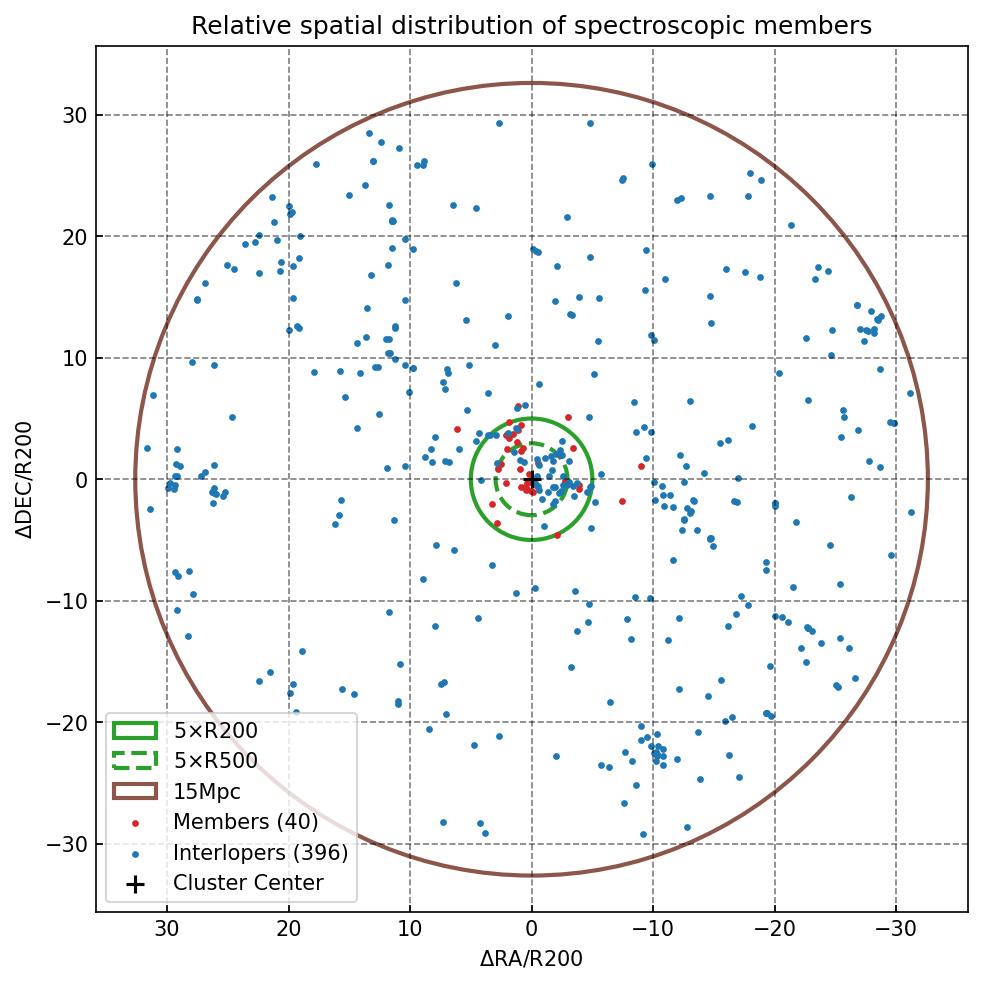 Relative spatial distribution of spectroscopic members
ΔDEC/R200
30
20
10
0
−10
−20
−30
5×R200
5×R500
15Mpc
Members (40)
Interlopers (396)
Cluster Center
30 20 10 0 −10 −20 −30
ΔRA/R200